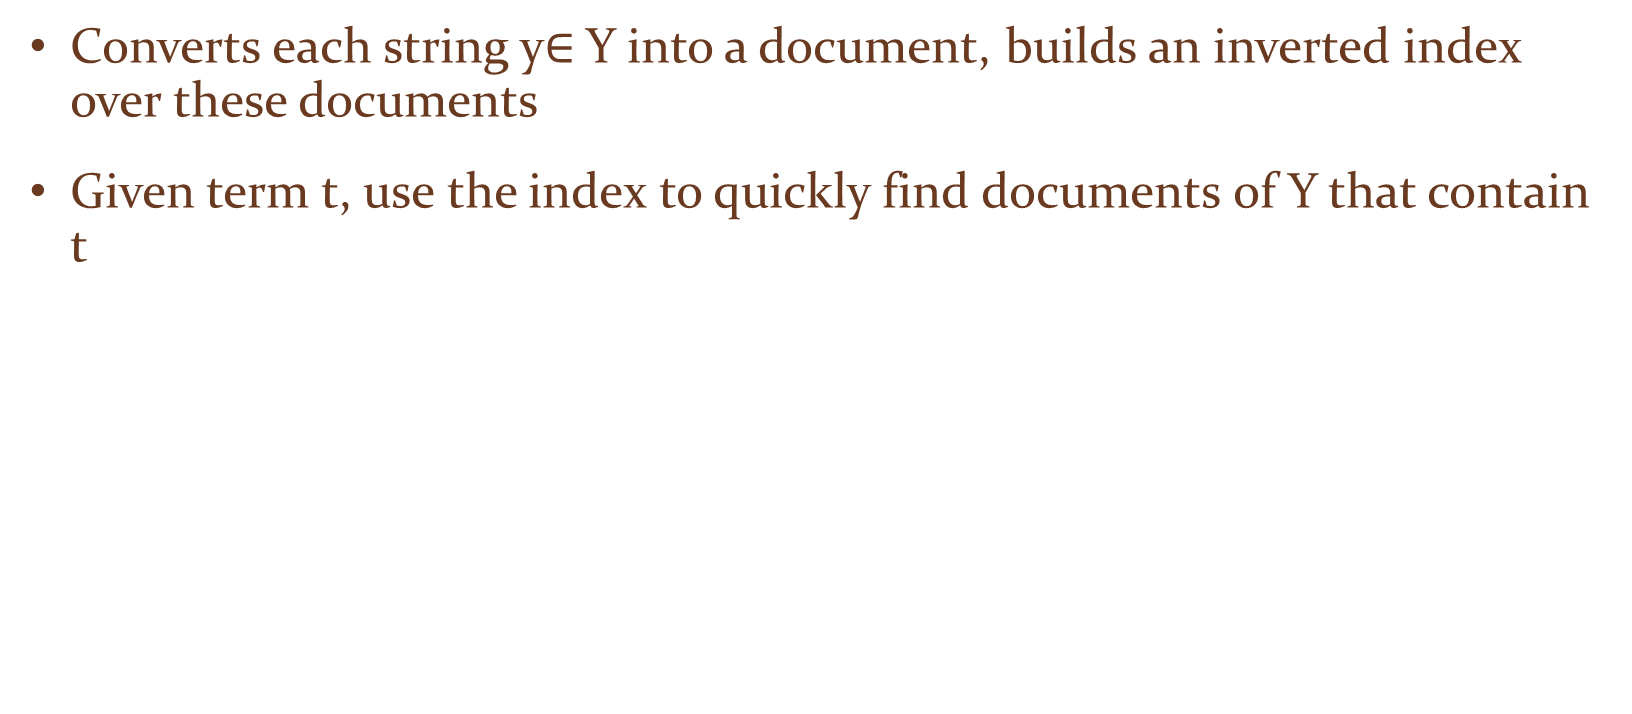 • Converts each string y∈ Y into a document, builds an inverted index
over these documents
• Given term t, use the index to quickly find documents of Y that contain
t